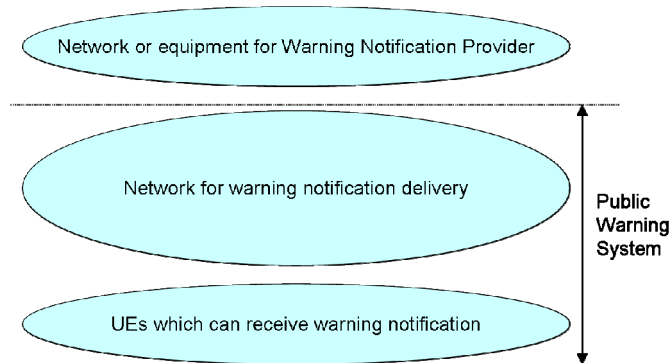 Network or equipment for Warning Notification Provider
Network for warning notification delivery
Public
Warning
System
UEs which can receive warning notification